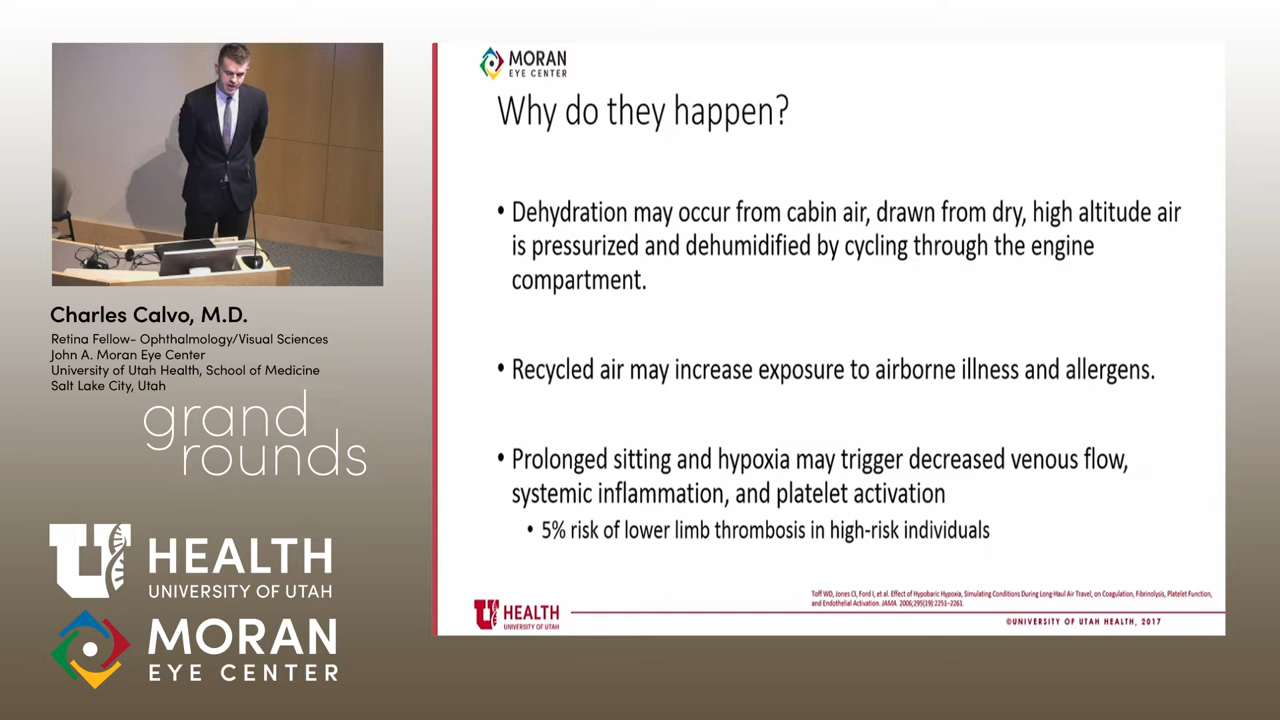 MORAN
EYE CENTER
Why do they happen?
• Dehydration may occur from cabin air, drawn from dry, high altitude air
is pressurized and dehumidified by cycling through the engine
compartment.
• Recycled air may increase exposure to airborne illness and allergens.
• Prolonged sitting and hypoxia may trigger decreased venous flow,
systemic inflammation, and platelet activation
• 5% risk of lower limb thrombosis in high-risk individuals
Toff WD, Jones CI, Ford I, et al. Effect of Hypobaric Hypoxia, Simulating Conditions During Long-Haul Air Travel, on Coagulation, Fibrinolysis, Platelet Function,
and Endothelial Activation. JAMA. 2006;295(19):2251–2261.
U HEALTH
UNIVERSITY OF UTAH
©UNIVERSITY OF UTAH HEALTH, 2017
Charles Calvo, M.D.
Retina Fellow- Ophthalmology/Visual Sciences
John A. Moran Eye Center
University of Utah Health, School of Medicine
Salt Lake City, Utah
grand
rounds
U HEALTH
UNIVERSITY OF UTAH
MORAN
EYE CENTER